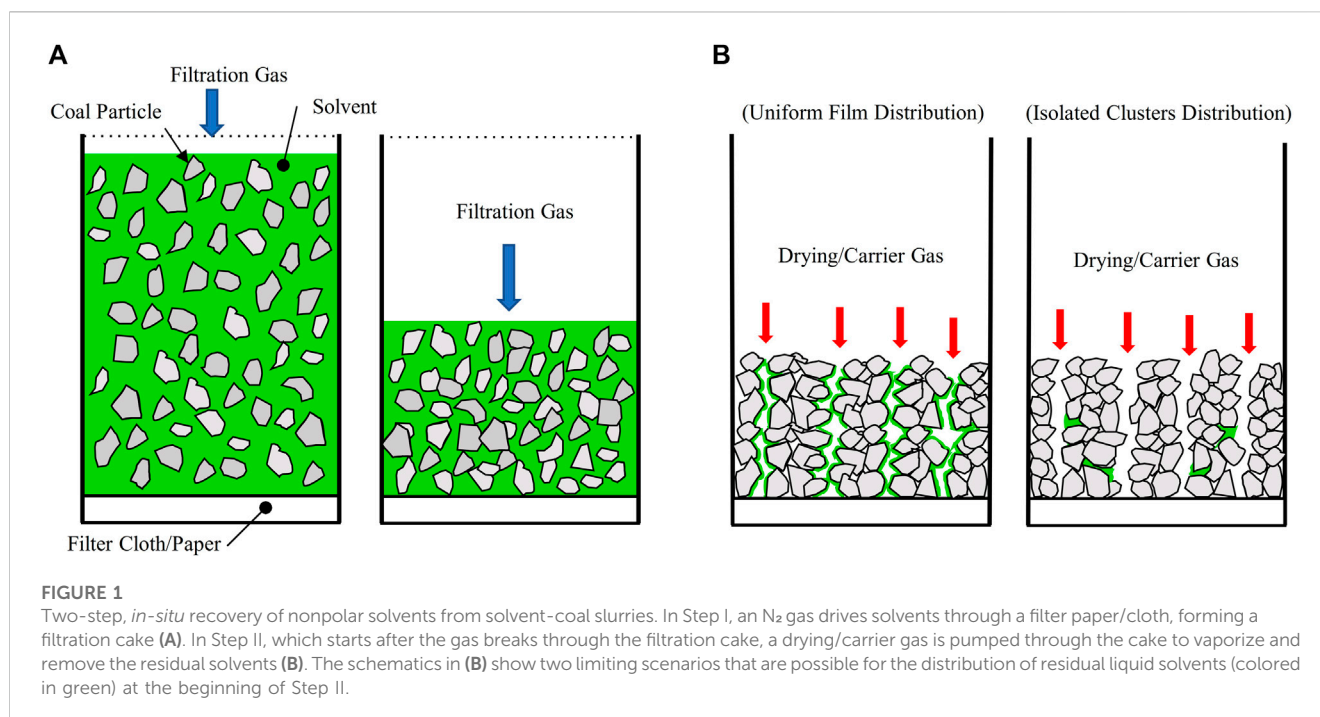 A
Filtration Gas
Coal Particle
Solvent
Filtration Gas
Filter Cloth/Paper
B
(Uniform Film Distribution)
(Isolated Clusters Distribution)
Drying/Carrier Gas
Drying/Carrier Gas
FIGURE 1
Two-step, in-situ recovery of nonpolar solvents from solvent-coal slurries. In Step I, an N₂ gas drives solvents through a filter paper/cloth, forming a
filtration cake (A). In Step II, which starts after the gas breaks through the filtration cake, a drying/carrier gas is pumped through the cake to vaporize and
remove the residual solvents (B). The schematics in (B) show two limiting scenarios that are possible for the distribution of residual liquid solvents (colored
in green) at the beginning of Step II.